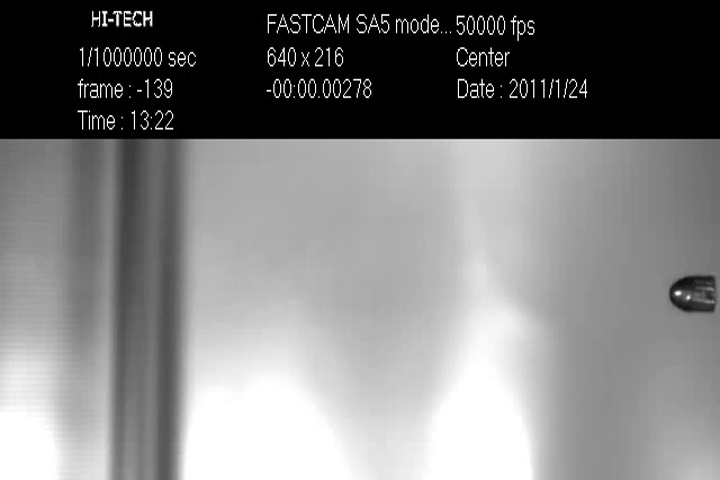 HI-TECH FASTCAM SA5 mode... 50000 fps
1/1000000 sec 640 x 216 Center
frame : -139 -00:00.00278 Date : 2011/1/24
Time : 13:22